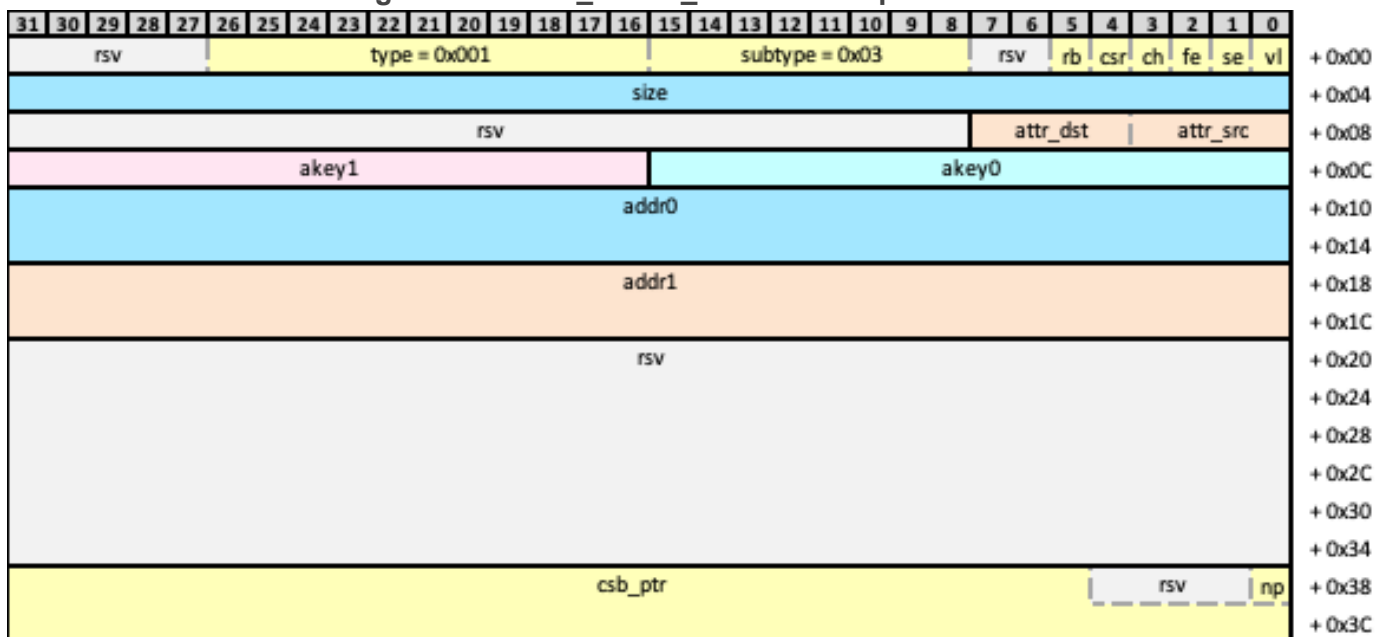 31 30 29 28 27 26 25 24 23 22 21 20 19 18 17 16 15 14 13 12 11 10 9 8 7 6 5 4 3 2 1 0
rsv type = 0x001 subtype = 0x03 rsv rb csr ch fe se vl + 0x00
size + 0x04
rsv attr_dst attr_src + 0x08
akey1 akey0 + 0x0C
addr0 + 0x10
+ 0x14
addr1 + 0x18
+ 0x1C
rsv + 0x20
+ 0x24
+ 0x28
+ 0x2C
+ 0x30
+ 0x34
csb_ptr rsv np + 0x38
+ 0x3C